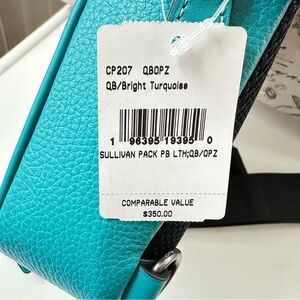 CP207 QBOPZ
QB/Bright Turquoise
1 96395 19395 0
SULLIVAN PACK PB LTH;QB/OPZ
COMPARABLE VALUE
$350.00